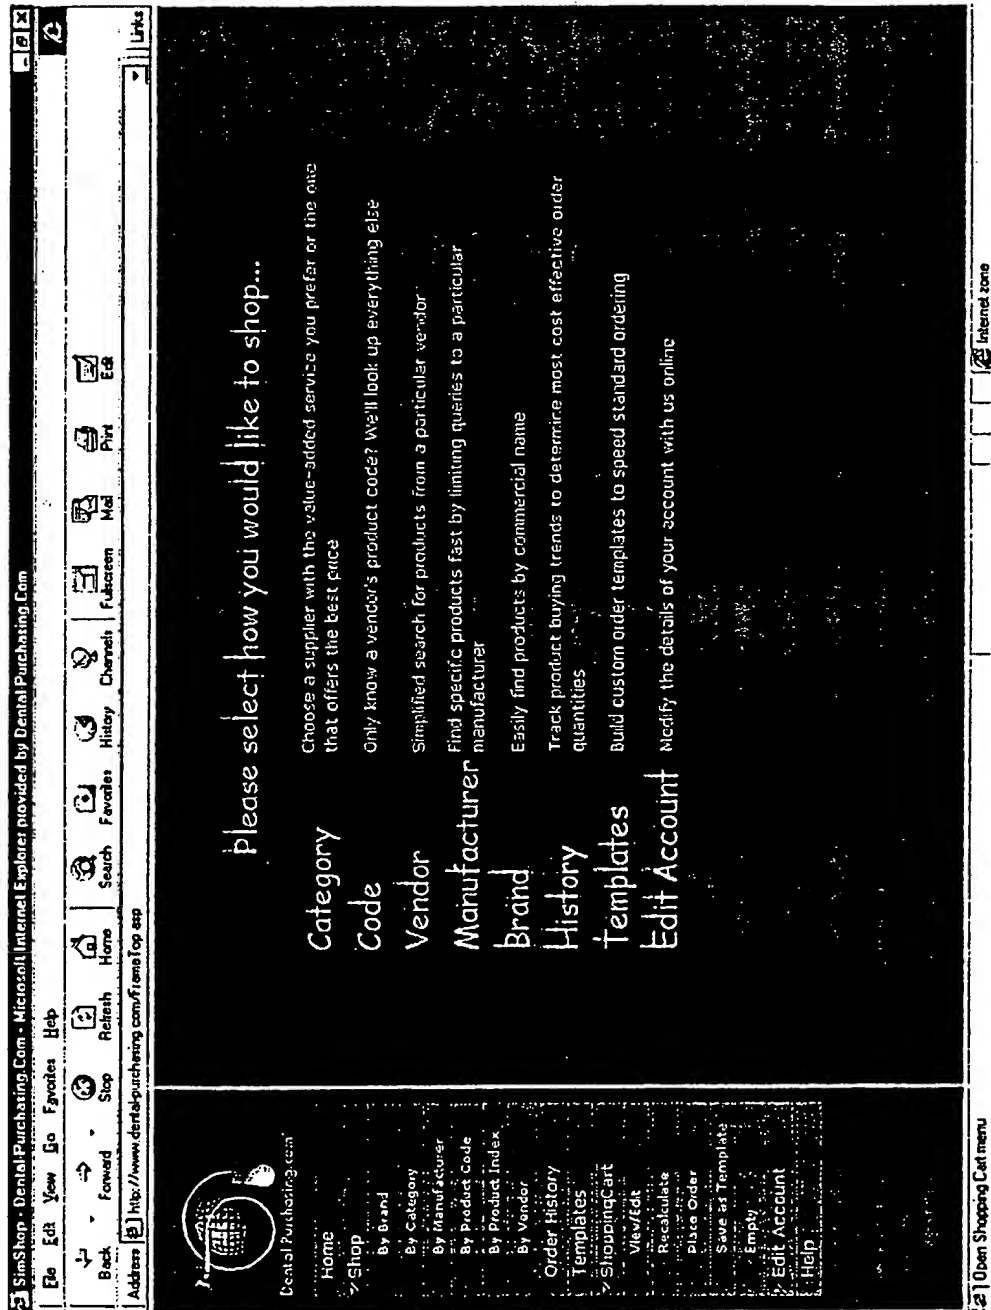 SimShop - Dental-Purchasing.Com - Microsoft Internet Explorer provided by Dental Purchasing.Com
File Edit View Go Favorites Help
Back Forward Stop Refresh Home Search Favorites History Channels Fullscreen Mail Print Edit
Address http://www.dental-purchasing.com/FrameTop.asp Links
Dental Purchasing.com
Home
Shop
By Brand
By Category
By Manufacturer
By Product Code
By Product Index
By Vendor
Order History
Templates
ShoppingCart
View/Edit
Recalculate
Place Order
Save as Template
Empty
Edit Account
Help
Please select how you would like to shop...
Category Choose a supplier with the value-added service you prefer or the one
that offers the best price
Code Only know a vendor's product code? We'll look up everything else
Vendor Simplified search for products from a particular vendor
Manufacturer Find specific products fast by limiting queries to a particular
manufacturer
Brand Easily find products by commercial name
History Track product buying trends to determine most cost effective order
quantities
Templates Build custom order templates to speed standard ordering
Edit Account Modify the details of your account with us online
Open Shopping Cart menu Internet zone